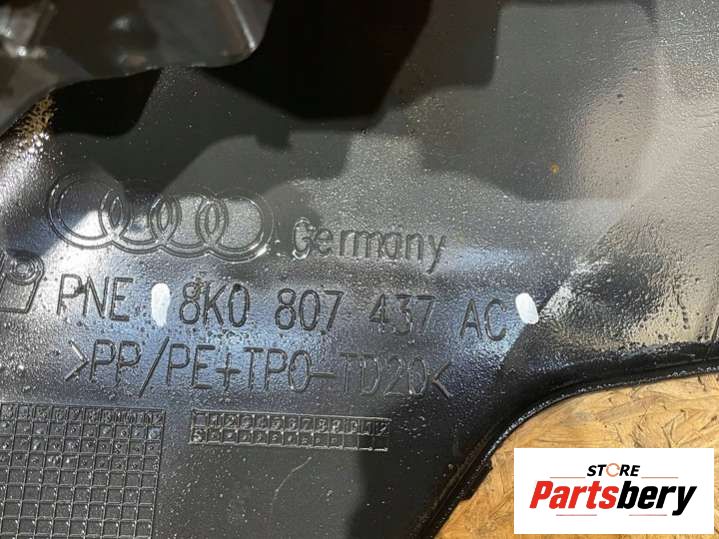 Germany
PNE 8K0 807 437 AC
>PP/PE+TPO-TD20<
STORE
Partsbery